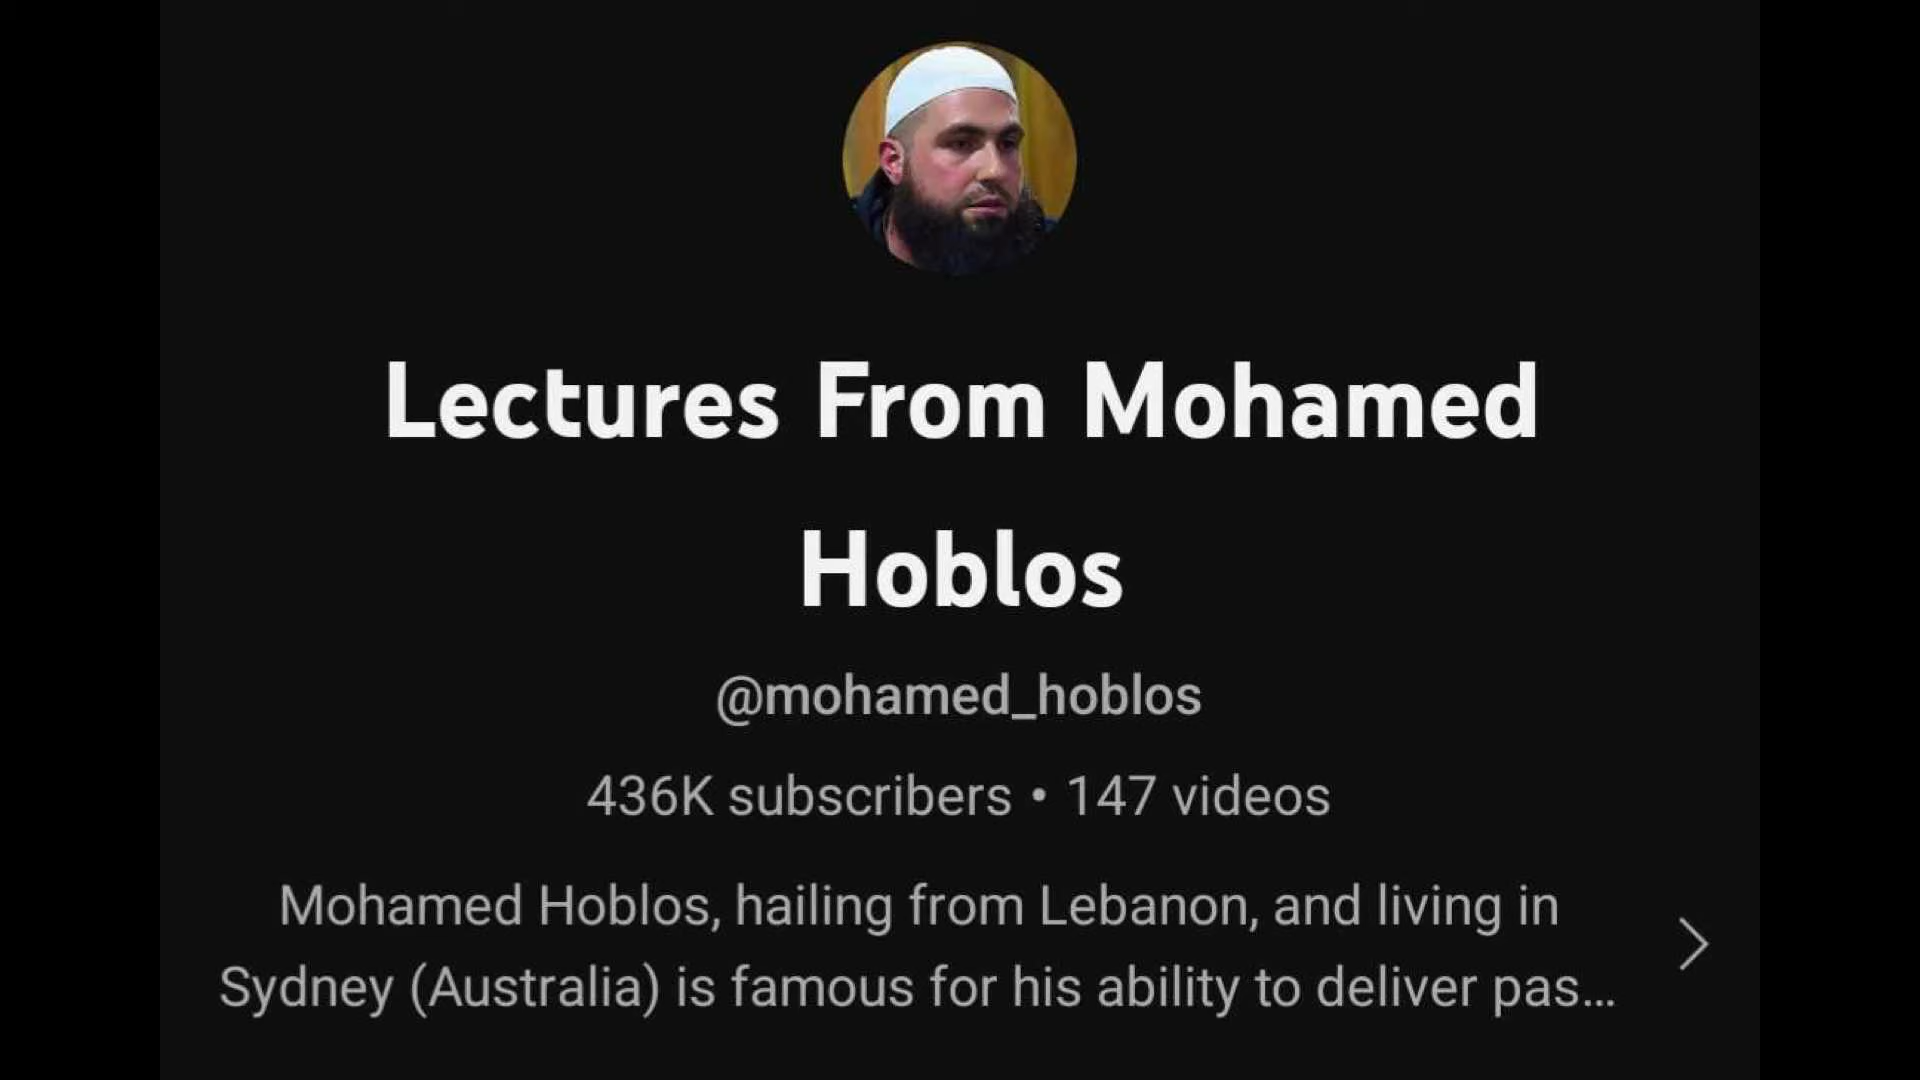 Lectures From Mohamed
Hoblos
@mohamed_hoblos
436K subscribers • 147 videos
Mohamed Hoblos, hailing from Lebanon, and living in
Sydney (Australia) is famous for his ability to deliver pas...